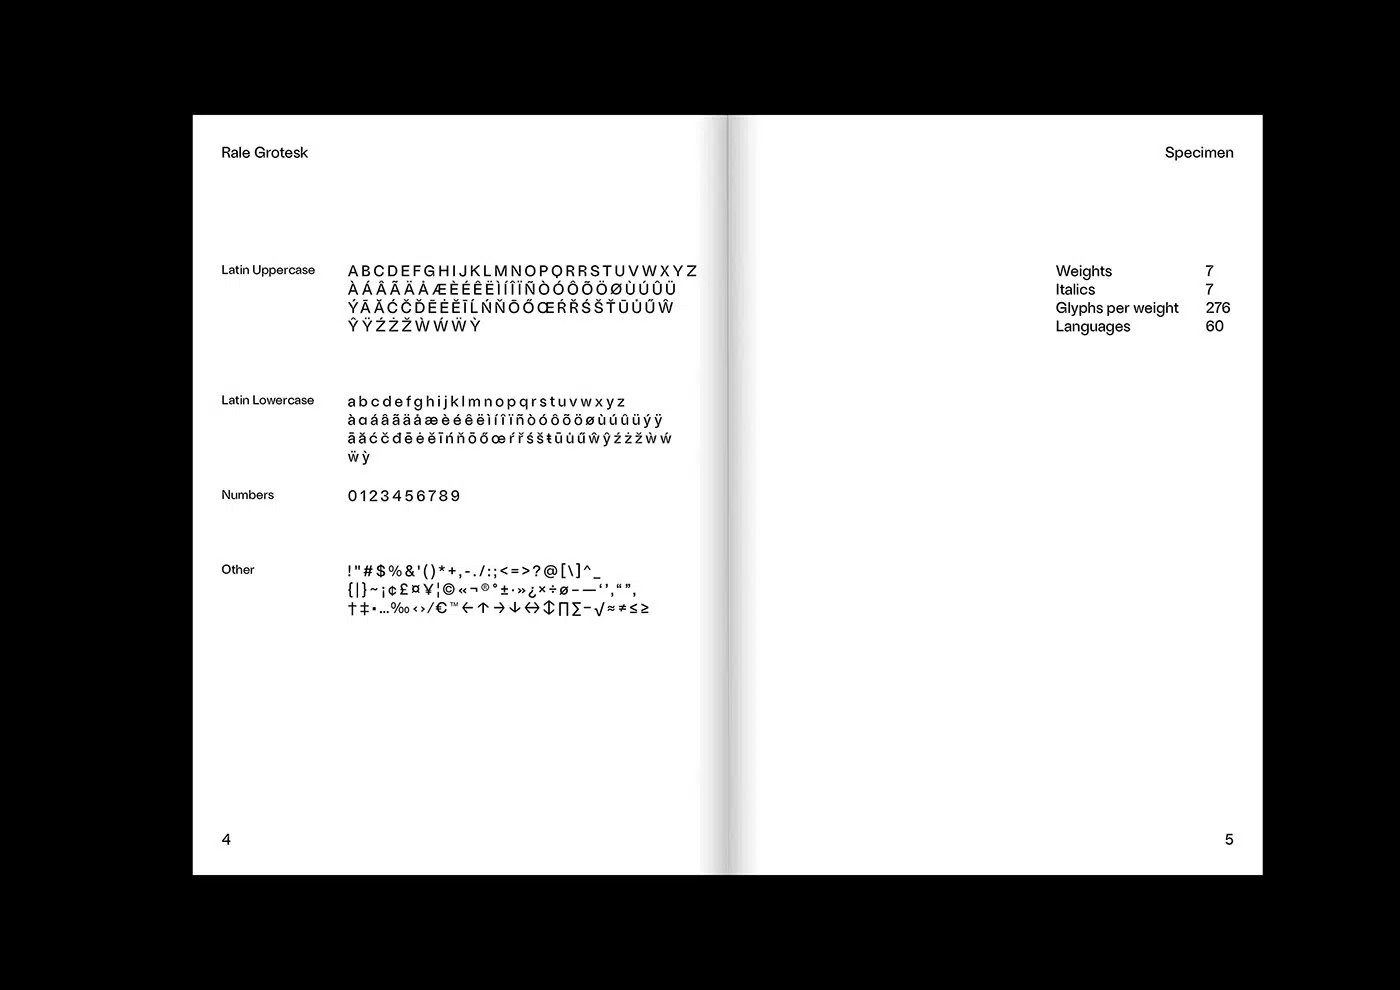 Rale Grotesk
Specimen
Latin Uppercase
A B C D E F G H I J K L M N O P Q R R S T U V W X Y Z
À Á Â Ã Ä Å Æ È É Ê Ë Ì Í Î Ï Ñ Ò Ó Ô Õ Ö Ø Ù Ú Û Ü
Ý Ā Ă Ć Č Ď Ē Ė Ě Ī Ĺ Ń Ň Ō Ő Œ Ŕ Ř Ś Š Ť Ū Ů Ű Ŵ
Ŷ Ÿ Ź Ż Ž Ẁ Ẃ Ẅ Ỳ
Latin Lowercase
a b c d e f g h i j k l m n o p q r s t u v w x y z
à ɑ á â ã ä å æ è é ê ë ì í î ï ñ ò ó ô õ ö ø ù ú û ü ý ÿ
ā ă ć č đ ē ė ě ī ń ň ō ő œ ŕ ř ś š ŧ ū ů ű ŵ ŷ ź ż ž ẁ ẃ
ẅ ỳ
Numbers
0 1 2 3 4 5 6 7 8 9
Other
! " # $ % & ' ( ) * + , - . / : ; < = > ? @ [ \ ] ^ _
{ | } ~ ¡ ¢ £ ¤ ¥ ¦ © « ¬ ® ° ± · » ¿ × ÷ ø – — ‘ ’ ‚ “ ” ‚
† ‡ • … ‰ ‹ › ⁄ € ™ ← ↑ → ↓ ↔ ↕ ∏ ∑ − √ ≈ ≠ ≤ ≥
Weights 7
Italics 7
Glyphs per weight 276
Languages 60
4
5